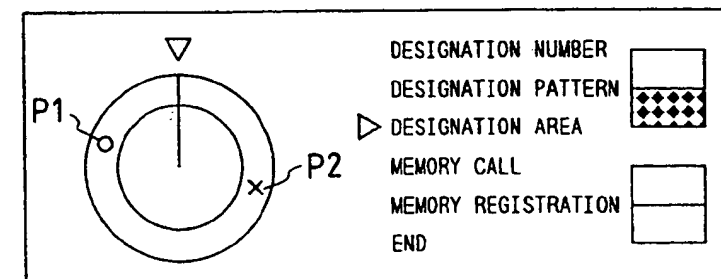 P1
P2
DESIGNATION NUMBER
DESIGNATION PATTERN
DESIGNATION AREA
MEMORY CALL
MEMORY REGISTRATION
END